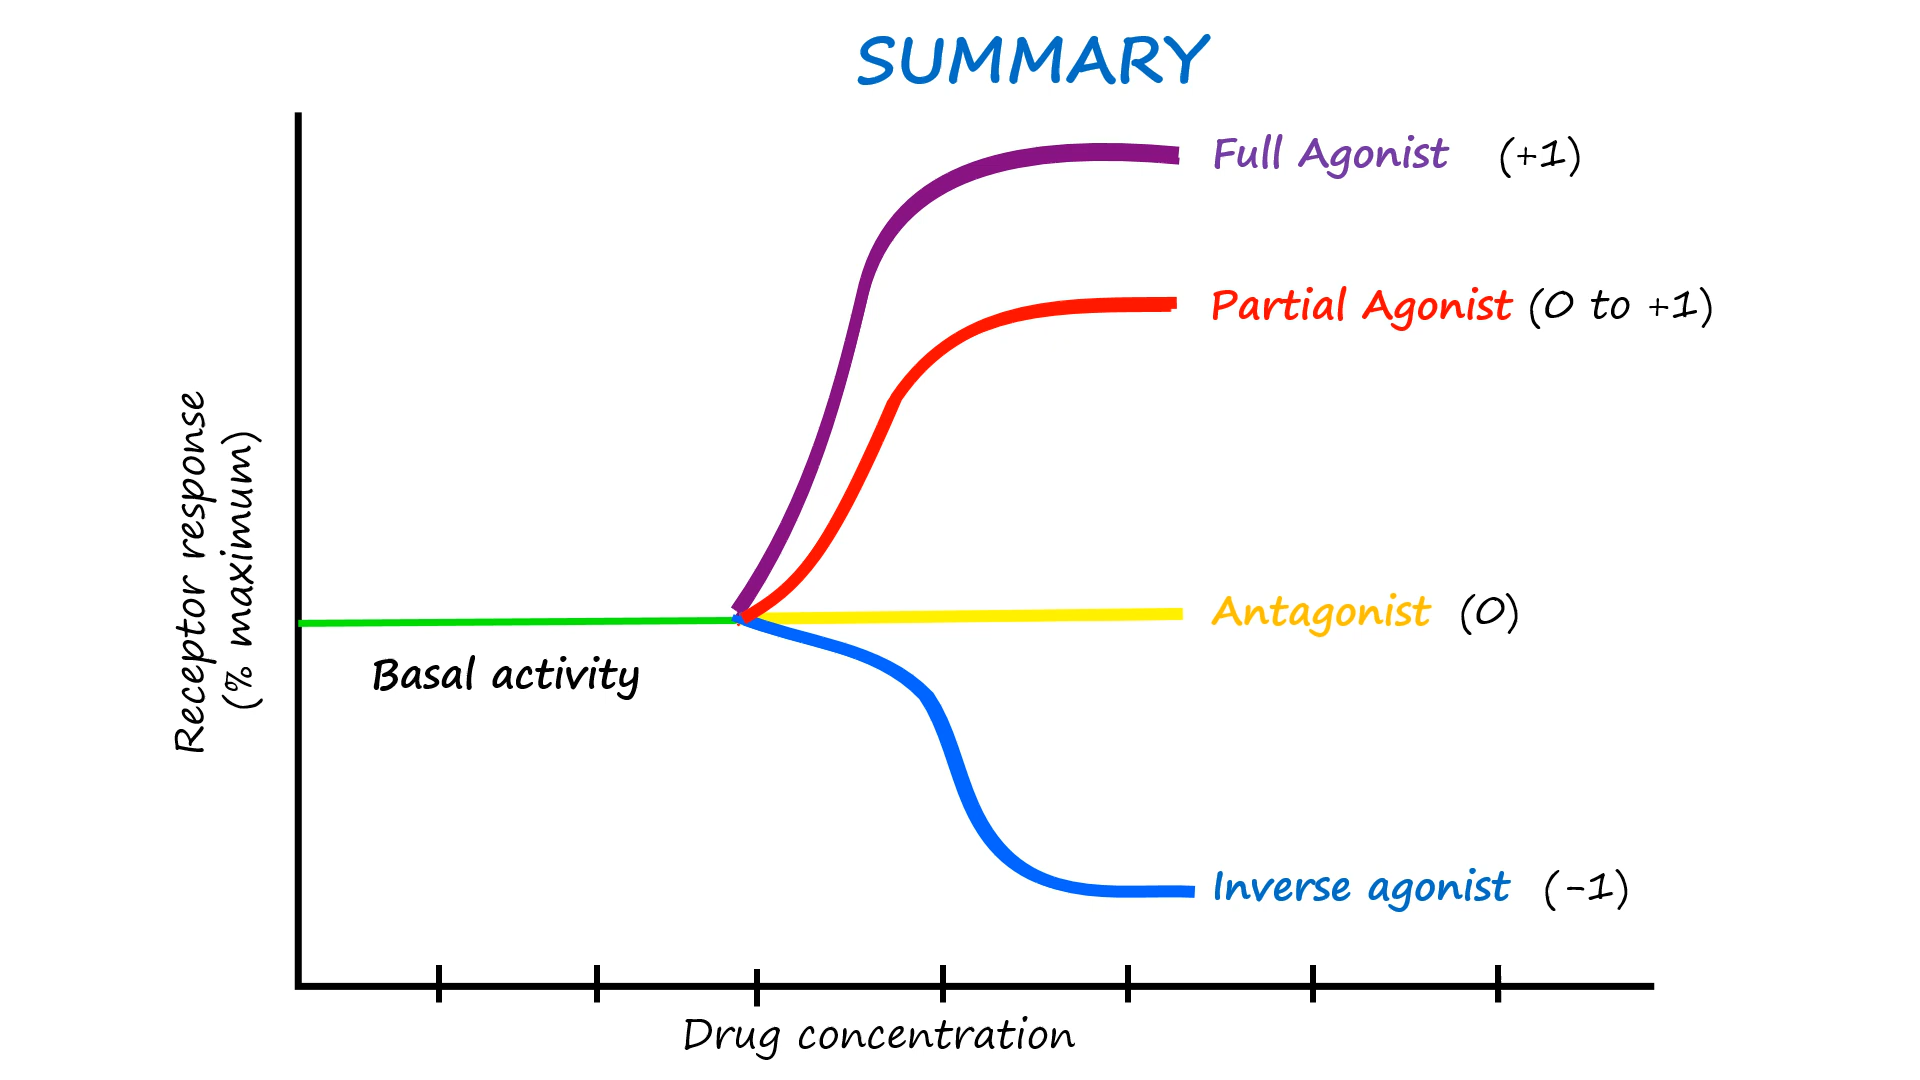 SUMMARY
Full Agonist (+1)
Partial Agonist (0 to +1)
Receptor response
(% maximum)
Antagonist (0)
Basal activity
Inverse agonist (-1)
Drug concentration